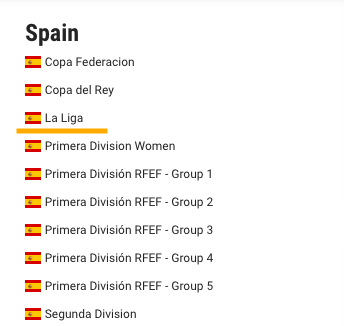 Spain
Copa Federacion
Copa del Rey
La Liga
Primera Division Women
Primera División RFEF - Group 1
Primera División RFEF - Group 2
Primera División RFEF - Group 3
Primera División RFEF - Group 4
Primera División RFEF - Group 5
Segunda Division